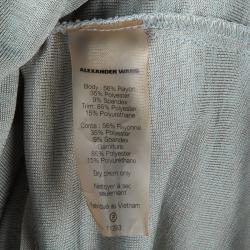 ALEXANDER WANG
Body : 56% Rayon
35% Polyester
9% Spandex
Trim: 85% Polyester
15% Polyurethane
Corps : 56% Rayonne
35% Polyester
9% Spandex
Garniture :
85% Polyester
15% Polyuréthane
Dry clean only
Nettoyer à sec
seulement
Fabriqué au Vietnam
P